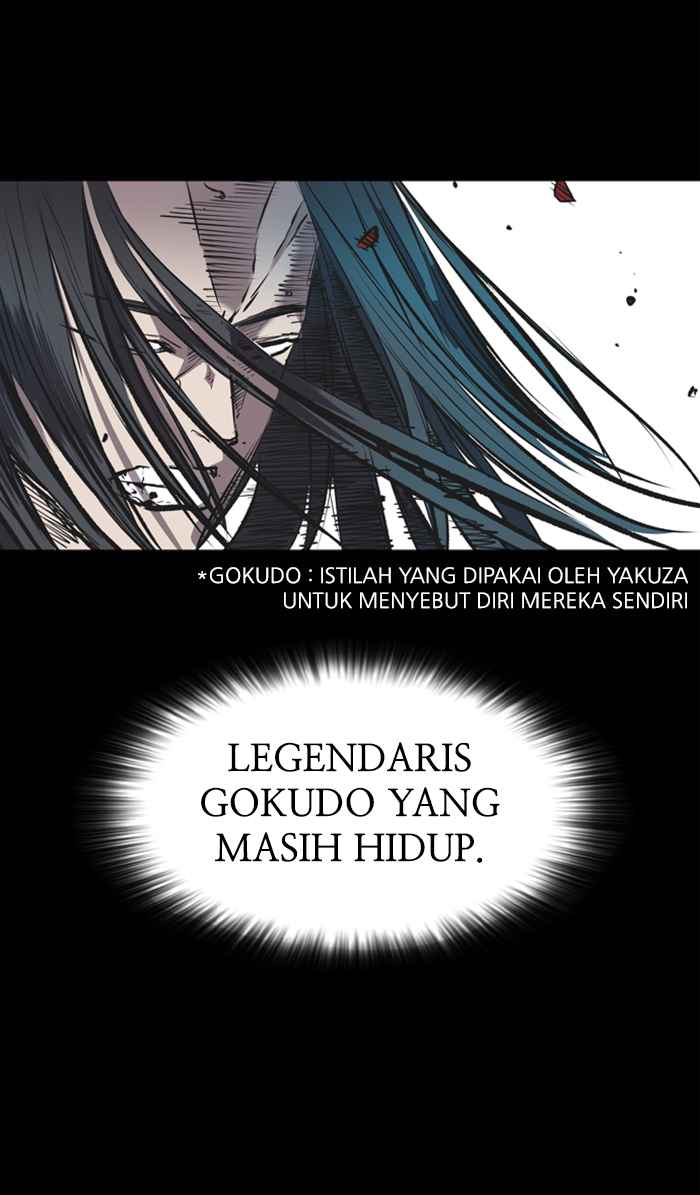 *GOKUDO : ISTILAH YANG DIPAKAI OLEH YAKUZA
UNTUK MENYEBUT DIRI MEREKA SENDIRI
LEGENDARIS
GOKUDO YANG
MASIH HIDUP.